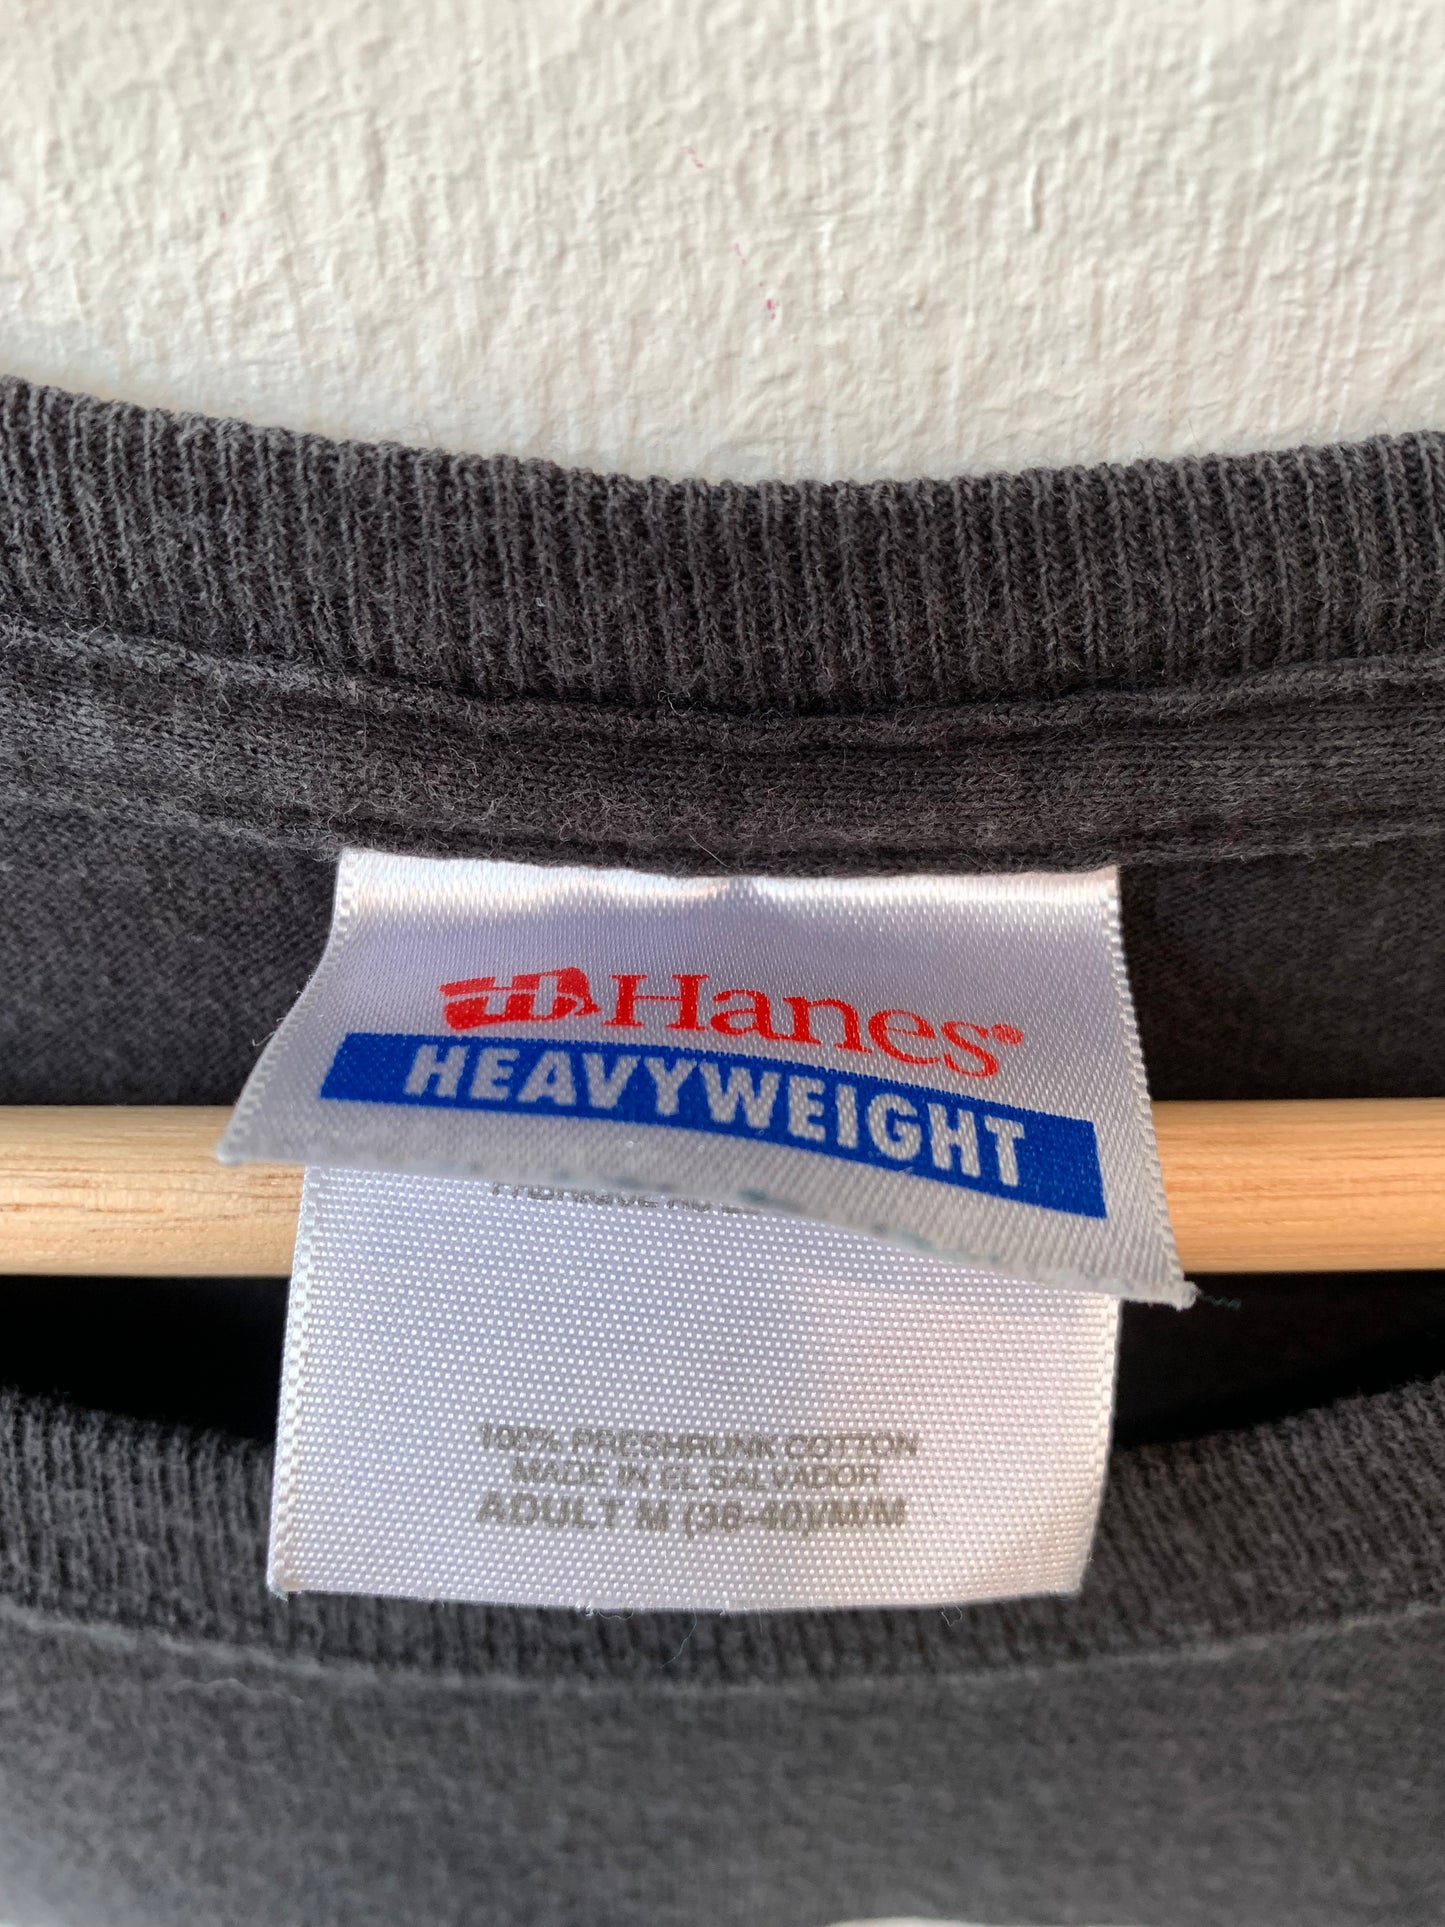 Hanes®
HEAVYWEIGHT
100% PRESHRUNK COTTON
MADE IN EL SALVADOR
ADULT M (38-40)/M/M